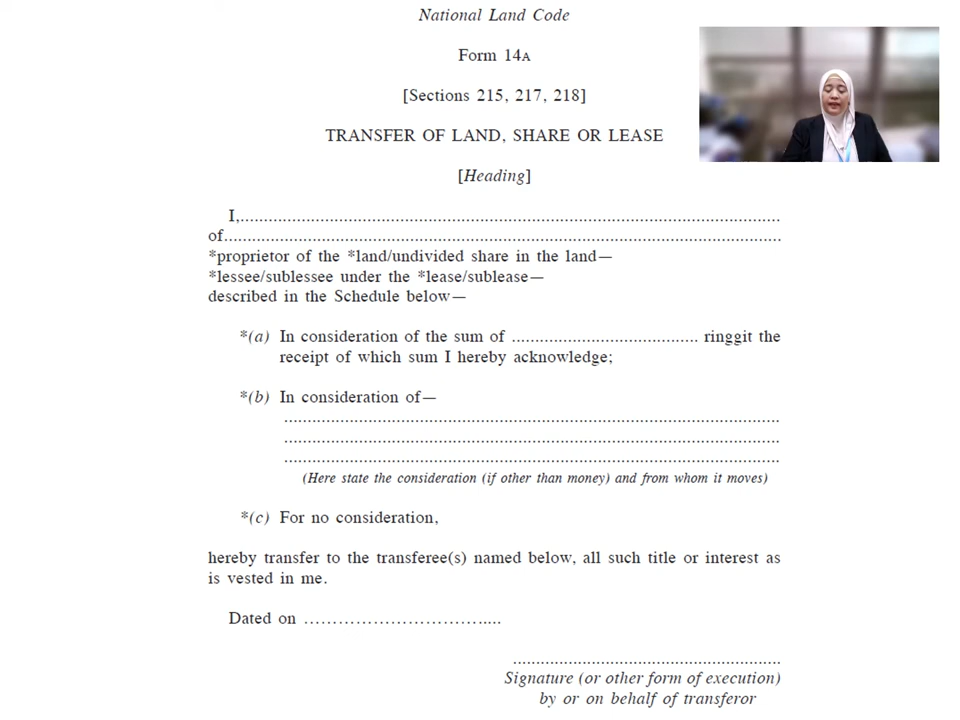 National Land Code
Form 14A
[Sections 215, 217, 218]
TRANSFER OF LAND, SHARE OR LEASE
[Heading]
I,....................................................................................................................
of........................................................................................................................
*proprietor of the *land/undivided share in the land—
*lessee/sublessee under the *lease/sublease—
described in the Schedule below—
*(a) In consideration of the sum of ........................................ ringgit the
receipt of which sum I hereby acknowledge;
*(b) In consideration of—
...........................................................................................................
...........................................................................................................
...........................................................................................................
(Here state the consideration (if other than money) and from whom it moves)
*(c) For no consideration,
hereby transfer to the transferee(s) named below, all such title or interest as
is vested in me.
Dated on ……………………………....
..........................................................
Signature (or other form of execution)
by or on behalf of transferor